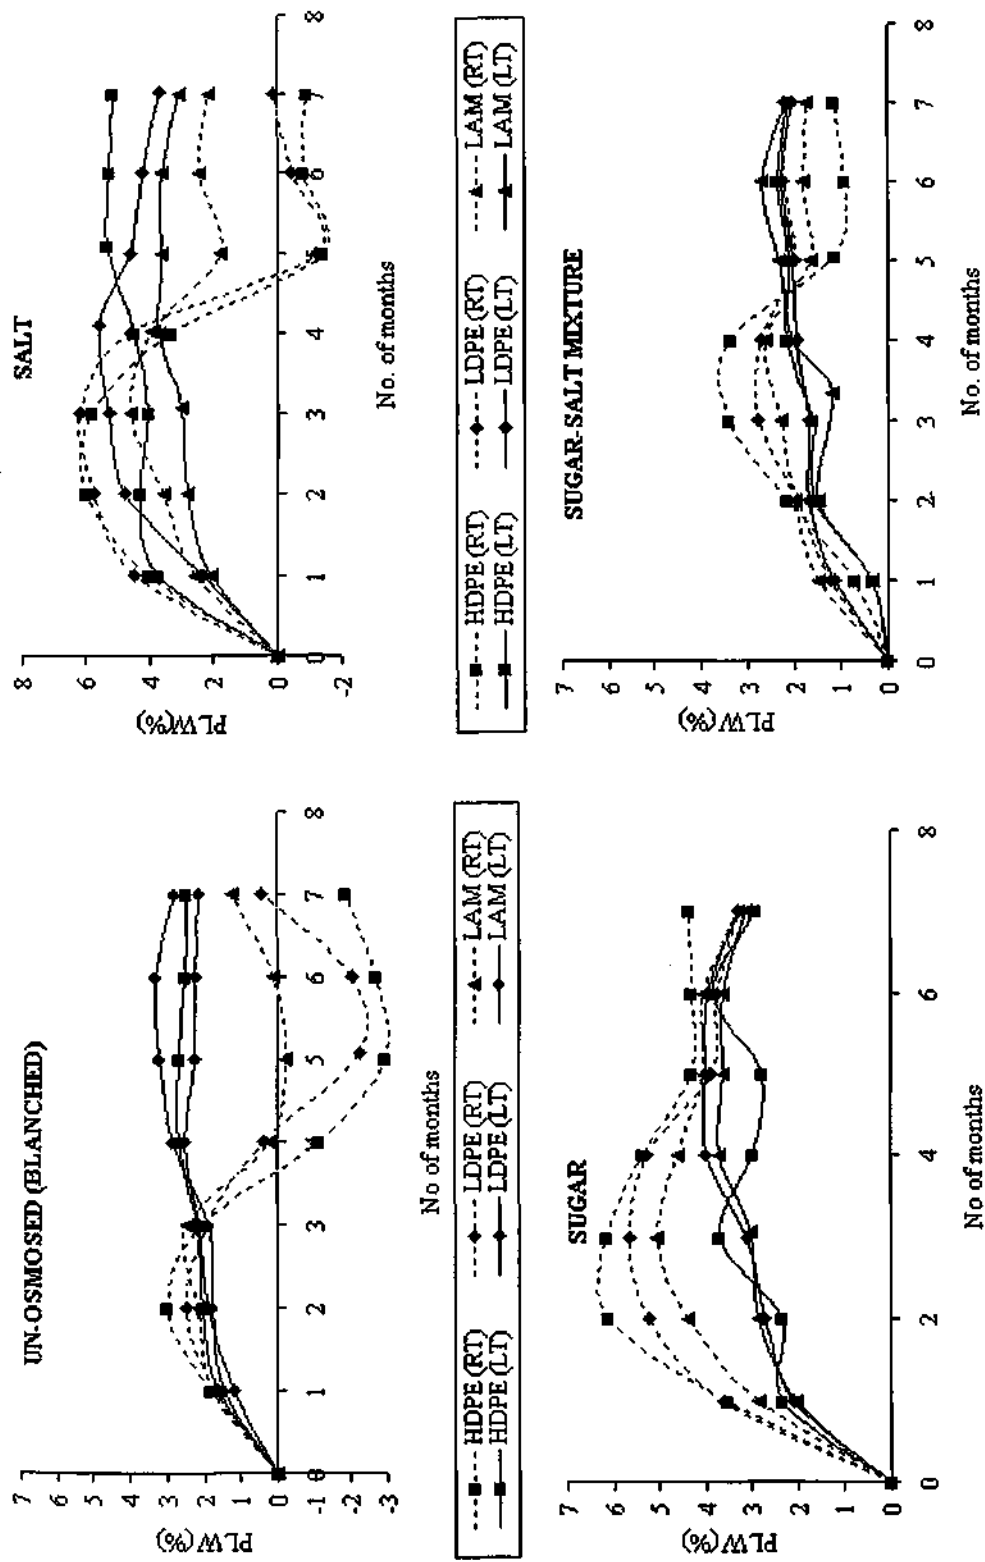 UN-OSMOSED (BLANCHED)
PLW(%)
7
6
5
4
3
2
1
0
-1
-2
-3
0 1 2 3 4 5 6 7 8
No of months
SALT
PLW(%)
8
6
4
2
0
-2
0 1 2 3 4 5 6 7 8
No. of months
HDPE(RT) LDPE(RT) LAM(RT)
HDPE(LT) LDPE(LT) LAM(LT)
HDPE(RT) LDPE(RT) LAM(RT)
HDPE(LT) LDPE(LT) LAM(LT)
SUGAR
PLW(%)
7
6
5
4
3
2
1
0
0 2 4 6 8
No of months
SUGAR-SALT MIXTURE
PLW(%)
7
6
5
4
3
2
1
0
0 1 2 3 4 5 6 7 8
No. of months